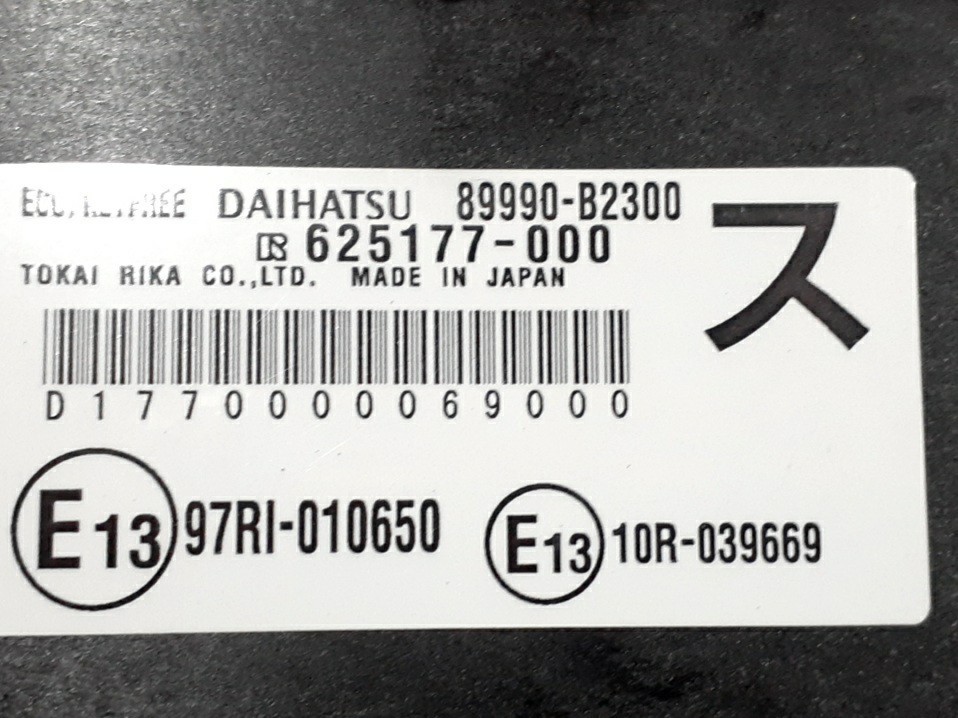 DAIHATSU 89990-B2300
625177-000
ス
TOKAI RIKA CO.,LTD. MADE IN JAPAN
D1770000069000
E13 97RI-010650
E13 10R-039669